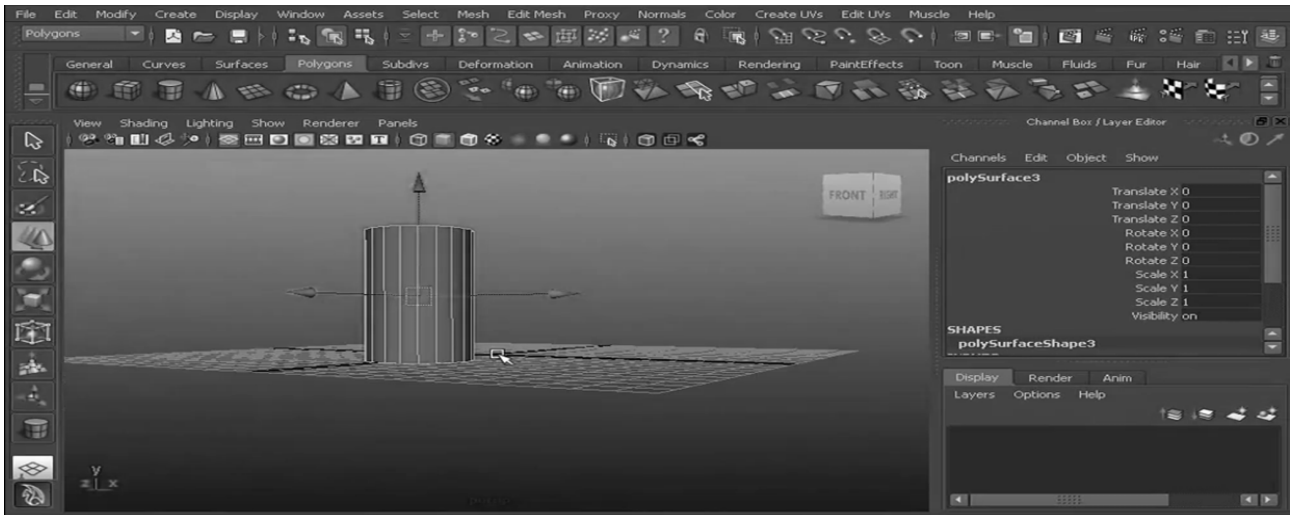 File Edit Modify Create Display Window Assets Select Mesh Edit Mesh Proxy Normals Color Create UVs Edit UVs Muscle Help
Polygons
General Curves Surfaces Polygons Subdivs Deformation Animation Dynamics Rendering PaintEffects Toon Muscle Fluids Fur Hair
View Shading Lighting Show Renderer Panels
Channel Box / Layer Editor
Channels Edit Object Show
polySurface3
Translate X 0
Translate Y 0
Translate Z 0
Rotate X 0
Rotate Y 0
Rotate Z 0
Scale X 1
Scale Y 1
Scale Z 1
Visibility on
SHAPES
polySurfaceShape3
FRONT RIGHT
Display Render Anim
Layers Options Help
y
z x